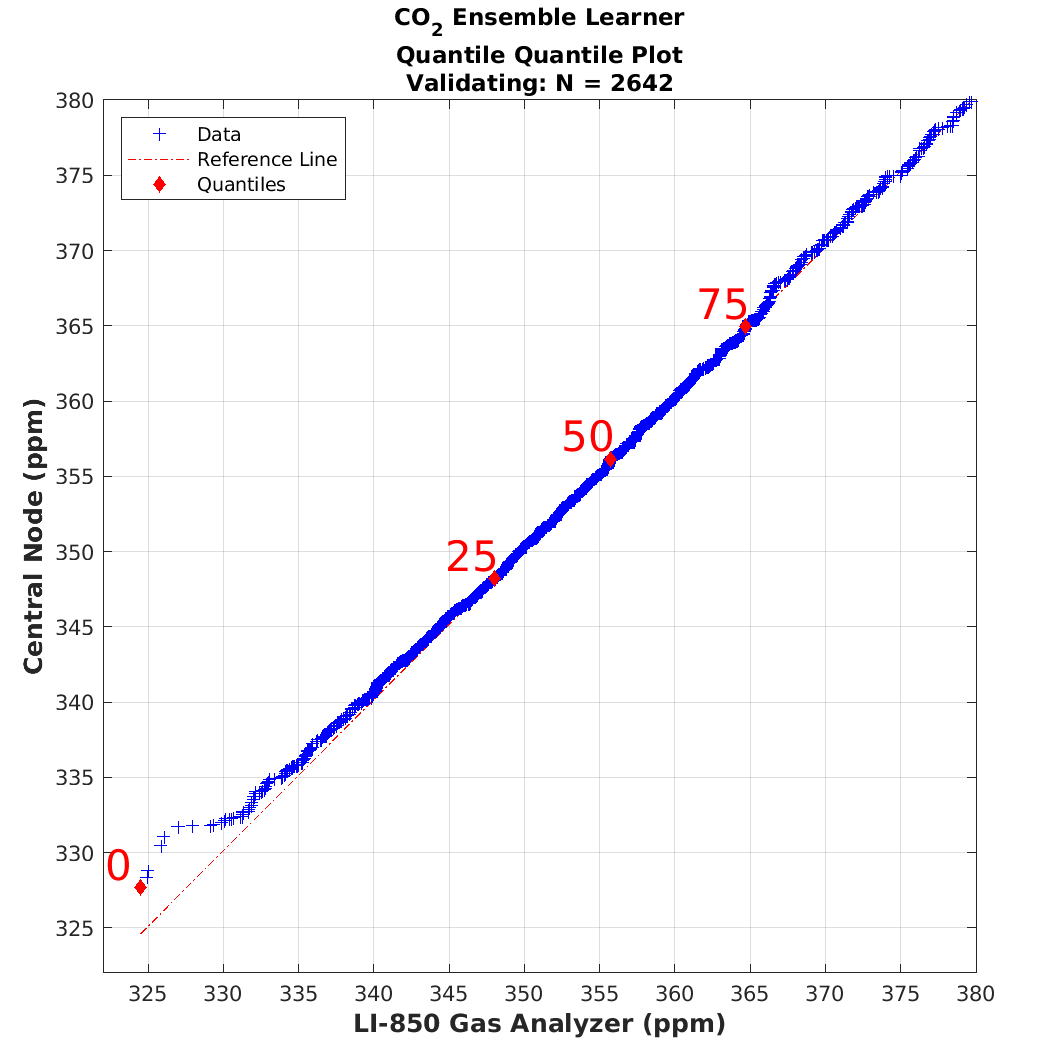 CO2 Ensemble Learner
Quantile Quantile Plot
Validating: N = 2642
Data
Reference Line
Quantiles
380
375
370
365
360
355
350
345
340
335
330
325
75
50
25
0
Central Node (ppm)
325 330 335 340 345 350 355 360 365 370 375 380
LI-850 Gas Analyzer (ppm)